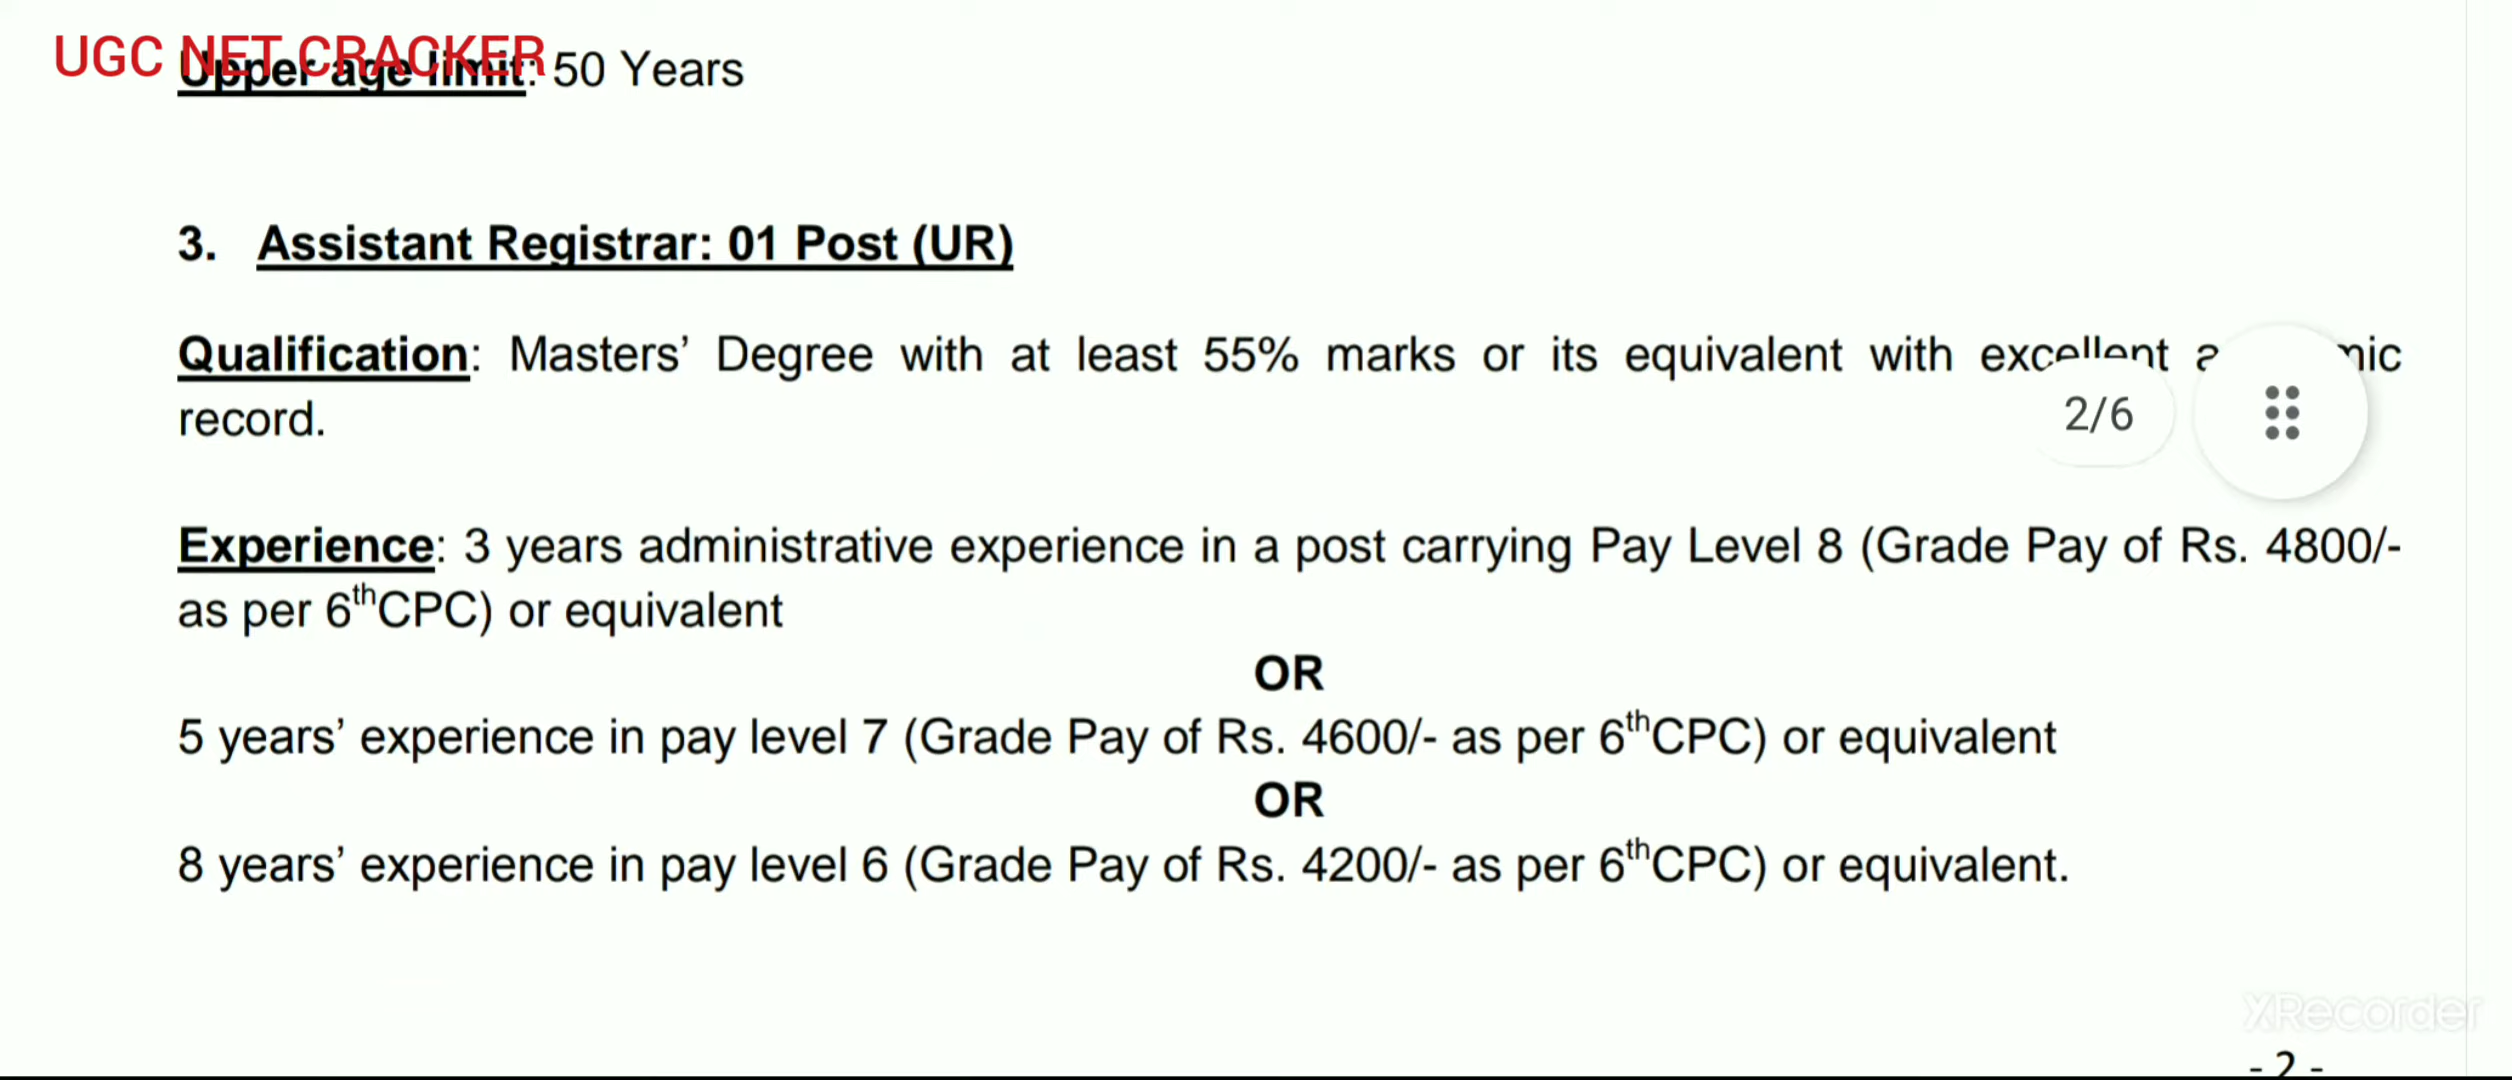 UGC NET CRACKER
Upper age limit: 50 Years
3. Assistant Registrar: 01 Post (UR)
Qualification: Masters’ Degree with at least 55% marks or its equivalent with excellent
record.
2/6
Experience: 3 years administrative experience in a post carrying Pay Level 8 (Grade Pay of Rs. 4800/-
as per 6thCPC) or equivalent
OR
5 years’ experience in pay level 7 (Grade Pay of Rs. 4600/- as per 6thCPC) or equivalent
OR
8 years’ experience in pay level 6 (Grade Pay of Rs. 4200/- as per 6thCPC) or equivalent.
XRecorder
- 2 -